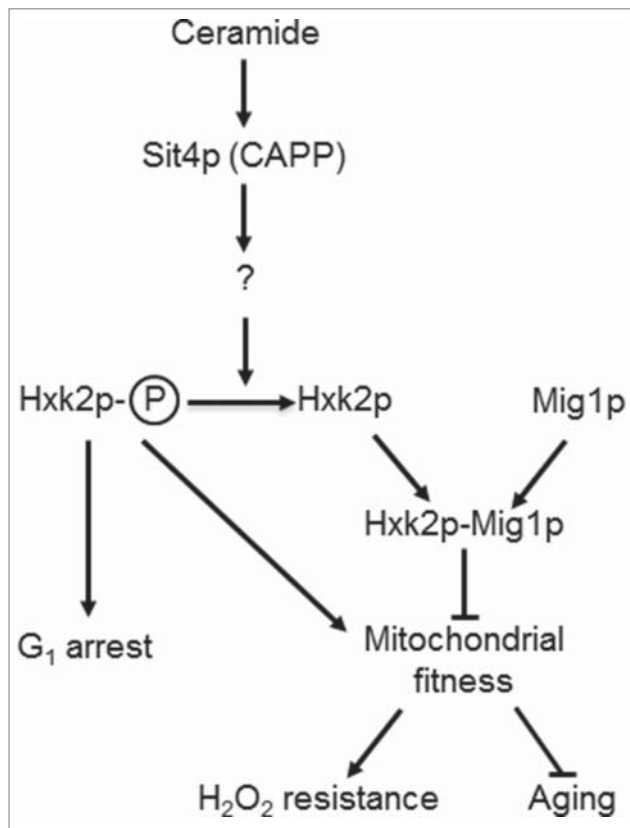 Ceramide
Sit4p (CAPP)
?
Hxk2p-P Hxk2p Mig1p
Hxk2p-Mig1p
G₁ arrest Mitochondrial
fitness
H₂O₂ resistance Aging